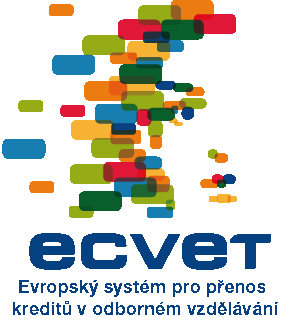 ecvet
Evropský systém pro přenos
kreditů v odborném vzdělávání